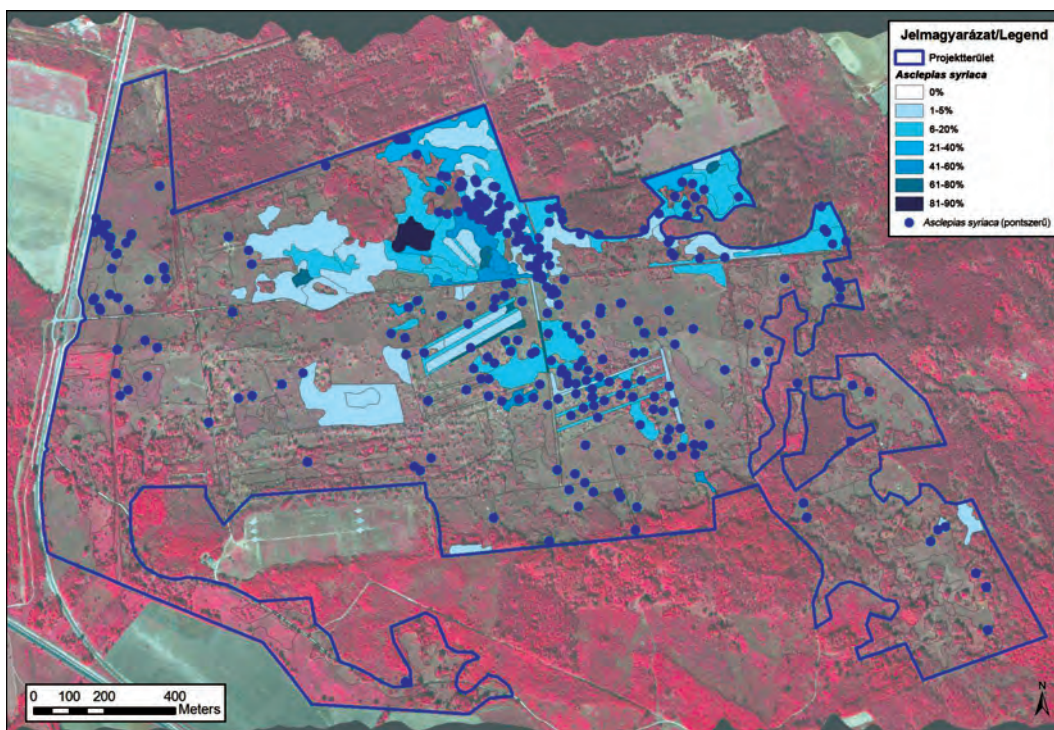 Jelmagyarázat/Legend
Projektterület
Asclepias syriaca
0%
1-5%
6-20%
21-40%
41-60%
61-80%
81-90%
Asclepias syriaca (pontszerű)
0 100 200 400
Meters
N